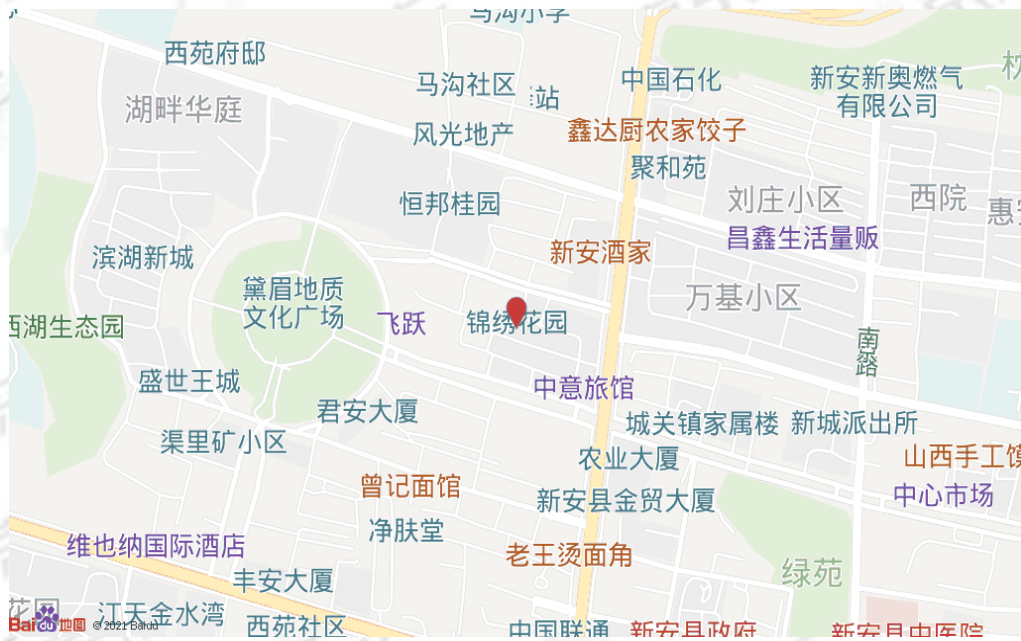 马沟小学
西苑府邸
中国石化
新安新奥燃气
有限公司
马沟社区
驿站
湖畔华庭
风光地产
鑫达厨农家饺子
聚和苑
刘庄小区
西院
恒邦桂园
昌鑫生活量贩
新安酒家
滨湖新城
黛眉地质
文化广场
万基小区
西湖生态园
飞跃
锦绣花园
南路
盛世王城
中意旅馆
君安大厦
城关镇家属楼
新城派出所
渠里矿小区
农业大厦
山西手工馍
曾记面馆
中心市场
新安县金贸大厦
净肤堂
维也纳国际酒店
老王烫面角
丰安大厦
绿苑
花园
江天金水湾
西苑社区
中国联通
新安县政府
新安县中医院
Baidu地图 © 2021 Baidu